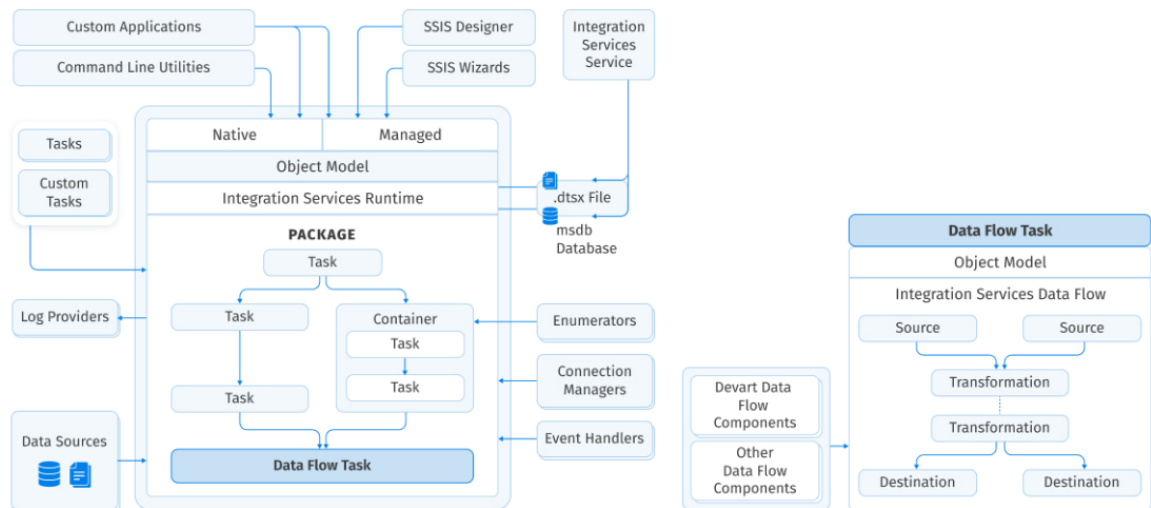 Custom Applications
Command Line Utilities
SSIS Designer
SSIS Wizards
Integration
Services
Service
Tasks
Custom
Tasks
Native
Managed
Object Model
Integration Services Runtime
.dtsx File
msdb
Database
PACKAGE
Task
Task
Container
Task
Task
Task
Data Flow Task
Log Providers
Data Sources
Enumerators
Connection
Managers
Event Handlers
Devart Data
Flow
Components
Other
Data Flow
Components
Data Flow Task
Object Model
Integration Services Data Flow
Source
Source
Transformation
Transformation
Destination
Destination